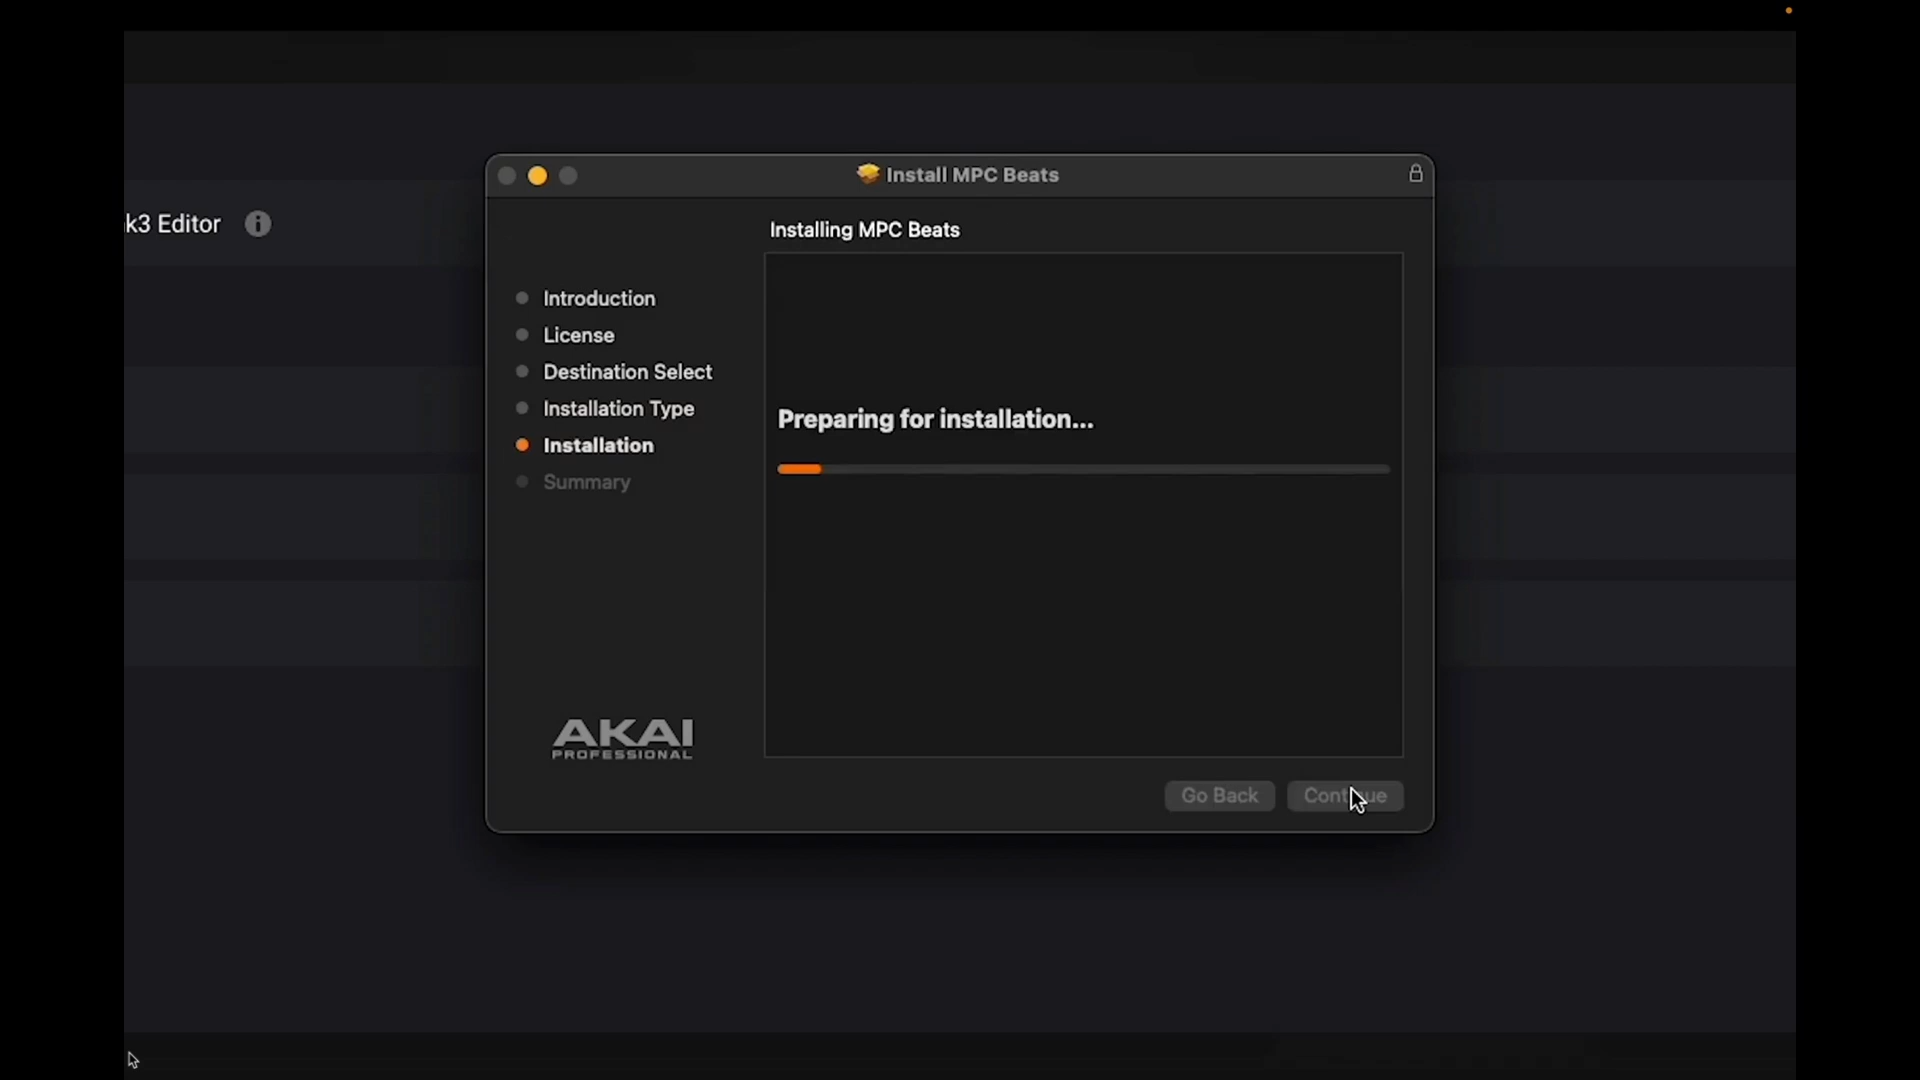 Install MPC Beats
k3 Editor
Installing MPC Beats
Introduction
License
Destination Select
Installation Type
Installation
Summary
Preparing for installation...
AKAI
PROFESSIONAL
Go Back
Continue